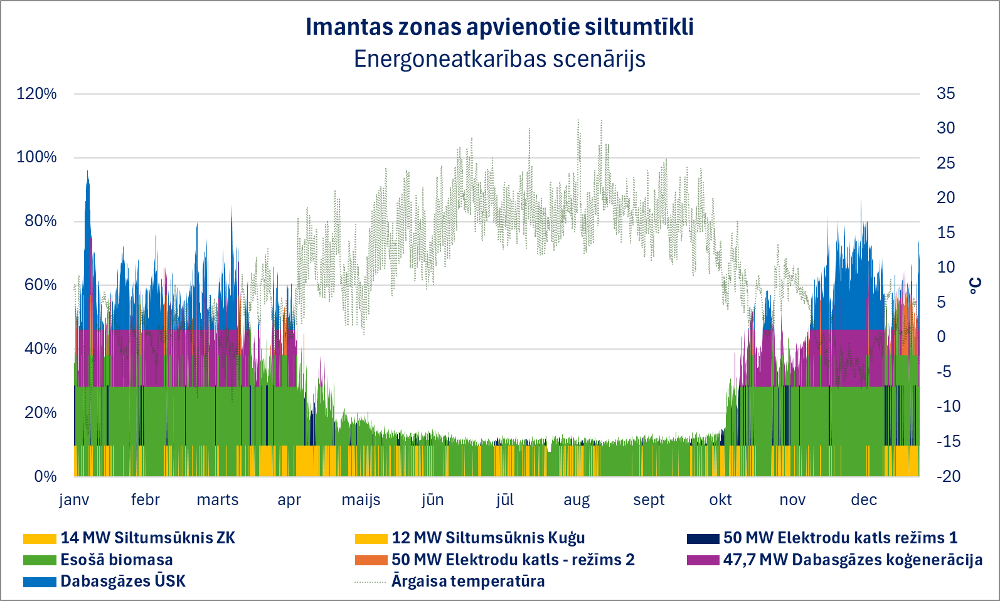 Imantas zonas apvienotie siltumtīkli
Energoneatkarības scenārijs
120%
100%
80%
60%
40%
20%
0%
35
30
25
20
15
10
5
0
-5
-10
-15
-20
°C
janv febr marts apr maijs jūn jūl aug sept okt nov dec
14 MW Siltumsūknis ZK 12 MW Siltumsūknis Kuģu 50 MW Elektrodu katls režīms 1
Esošā biomasa 50 MW Elektrodu katls - režīms 2 47,7 MW Dabasgāzes koģenerācija
Dabasgāzes ŪSK Ārgaisa temperatūra